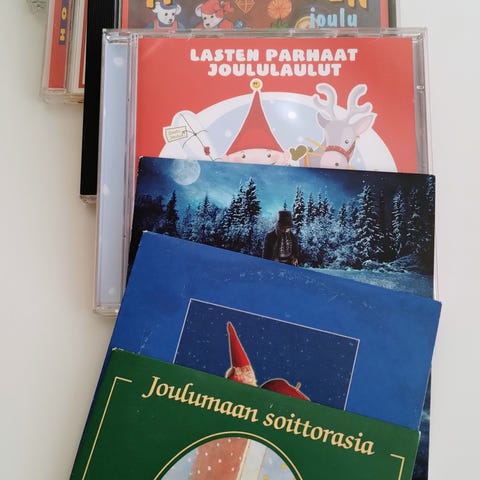 joulu
LASTEN PARHAAT
JOULULAULUT
Joulumaan soittorasia